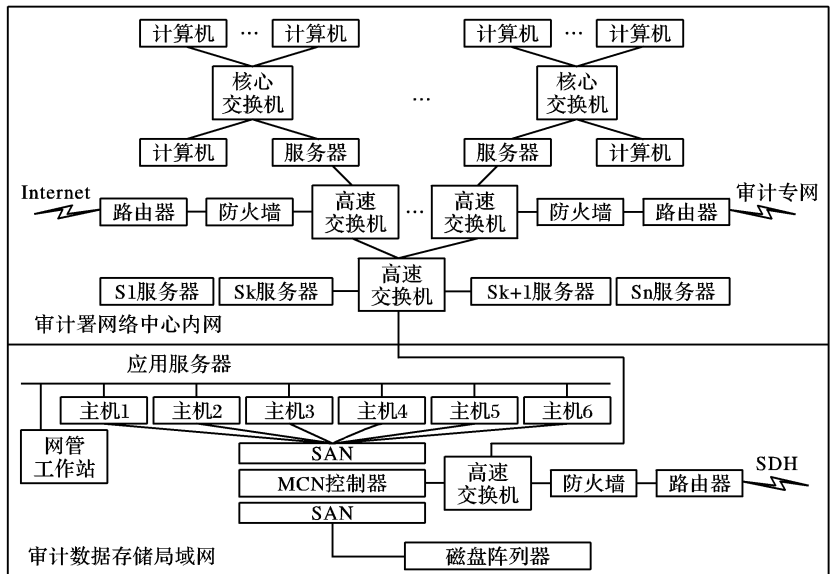 计算机 … 计算机 计算机 … 计算机
核心
交换机
…
核心
交换机
计算机 服务器 服务器 计算机
Internet
路由器 防火墙
高速
交换机
…
高速
交换机
防火墙 路由器
审计专网
S1服务器 Sk服务器
高速
交换机
Sk+1服务器 Sn服务器
审计署网络中心内网
应用服务器
主机1 主机2 主机3 主机4 主机5 主机6
网管
工作站
SAN
MCN控制器
SAN
高速
交换机
防火墙 路由器
SDH
磁盘阵列器
审计数据存储局域网